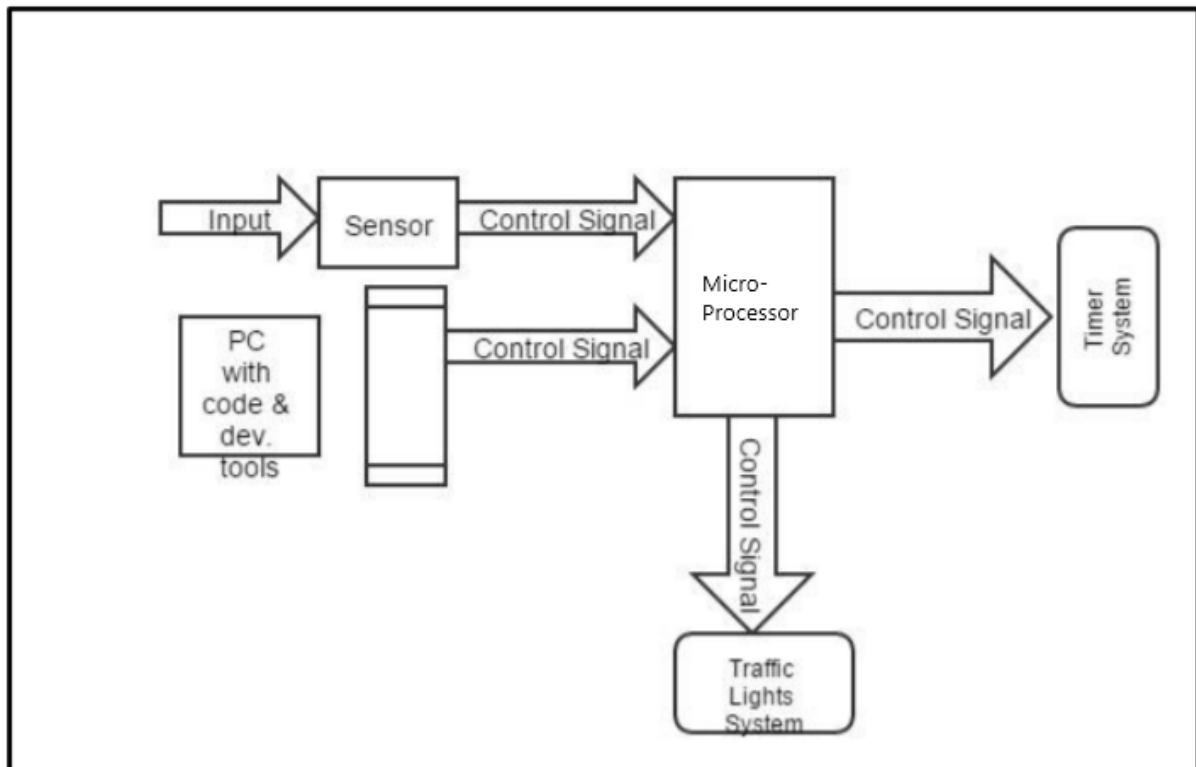 Input
Sensor
Control Signal
PC
with
code &
dev.
tools
Control Signal
Micro-
Processor
Control Signal
Timer
System
Control Signal
Traffic
Lights
System